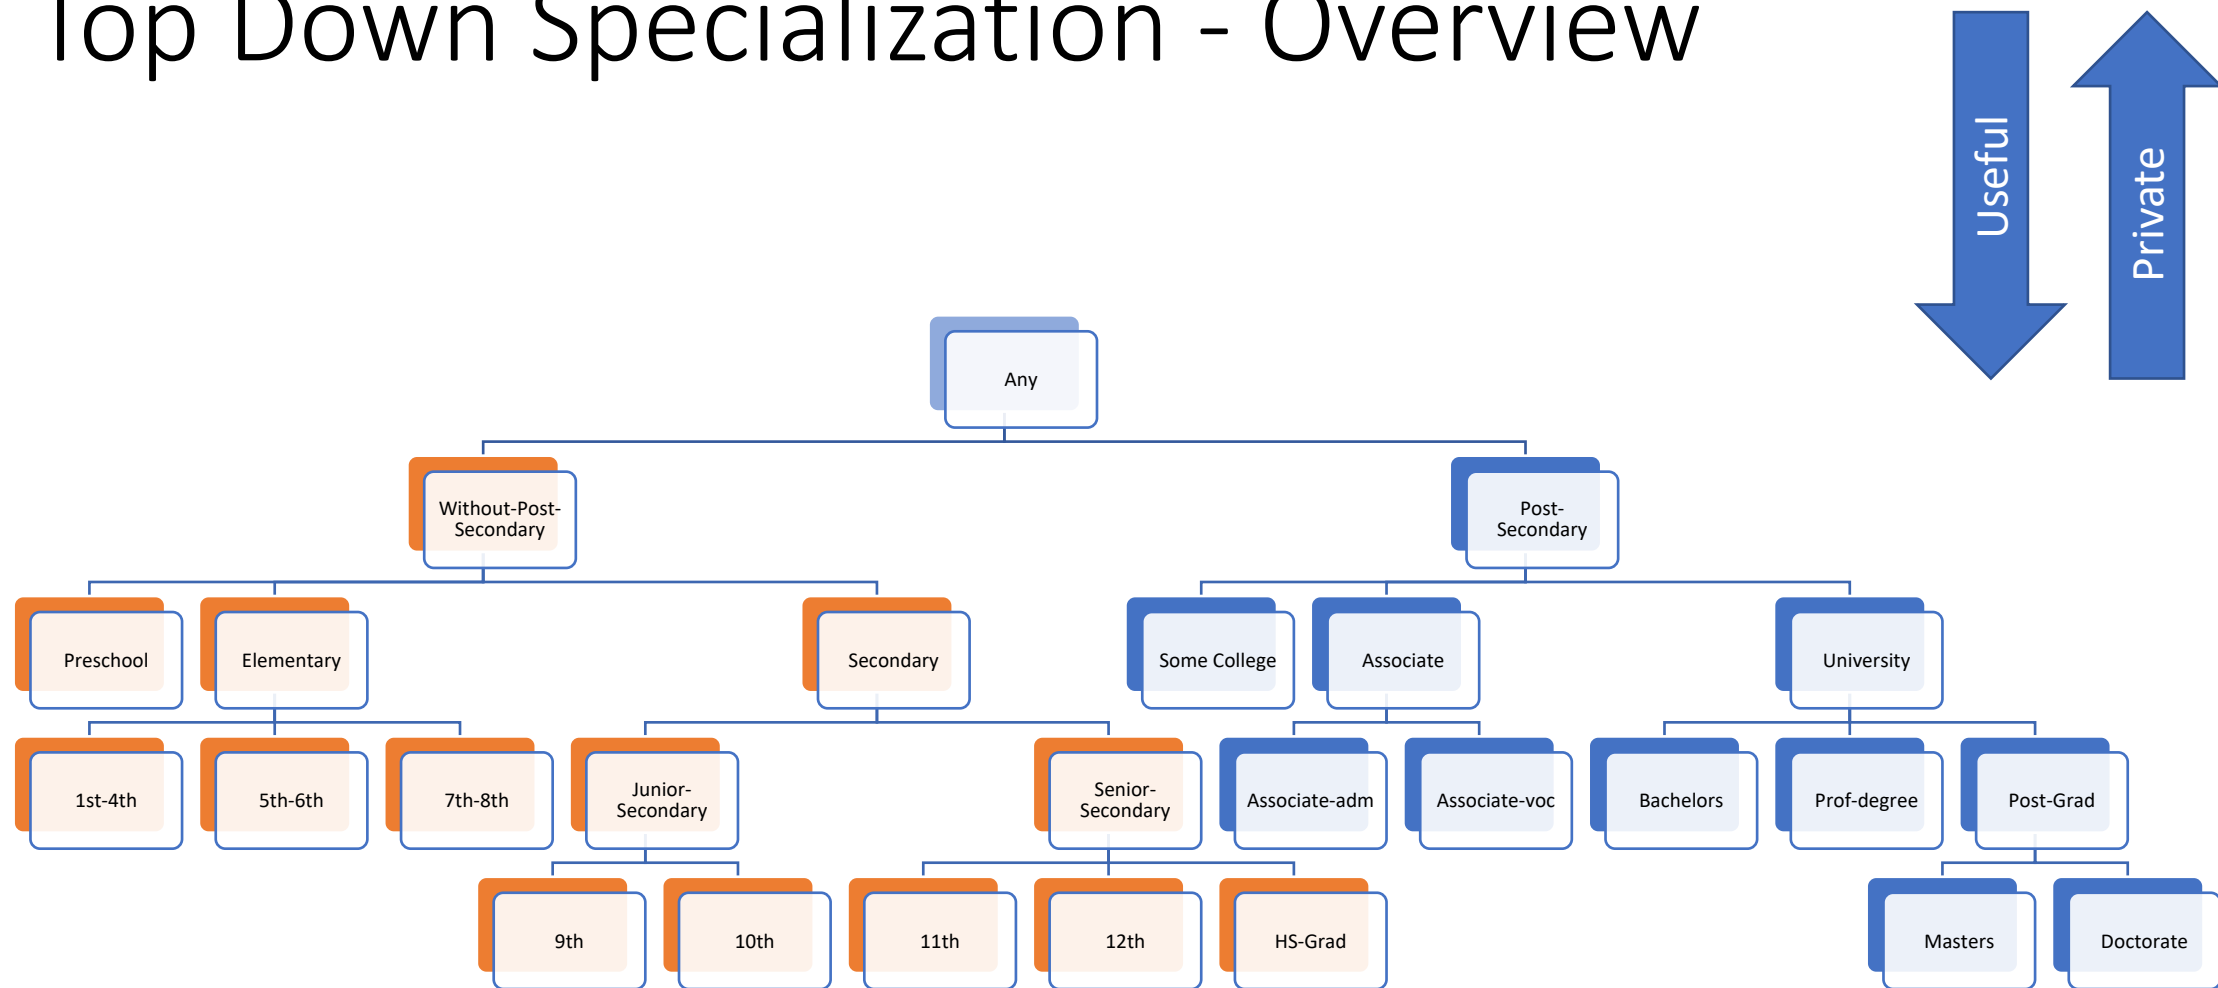 Top Down Specialization - Overview
Useful
Private
Any
Without-Post-
Secondary
Post-
Secondary
Preschool
Elementary
Secondary
Some College
Associate
University
1st-4th
5th-6th
7th-8th
Junior-
Secondary
Senior-
Secondary
Associate-adm
Associate-voc
Bachelors
Prof-degree
Post-Grad
9th
10th
11th
12th
HS-Grad
Masters
Doctorate